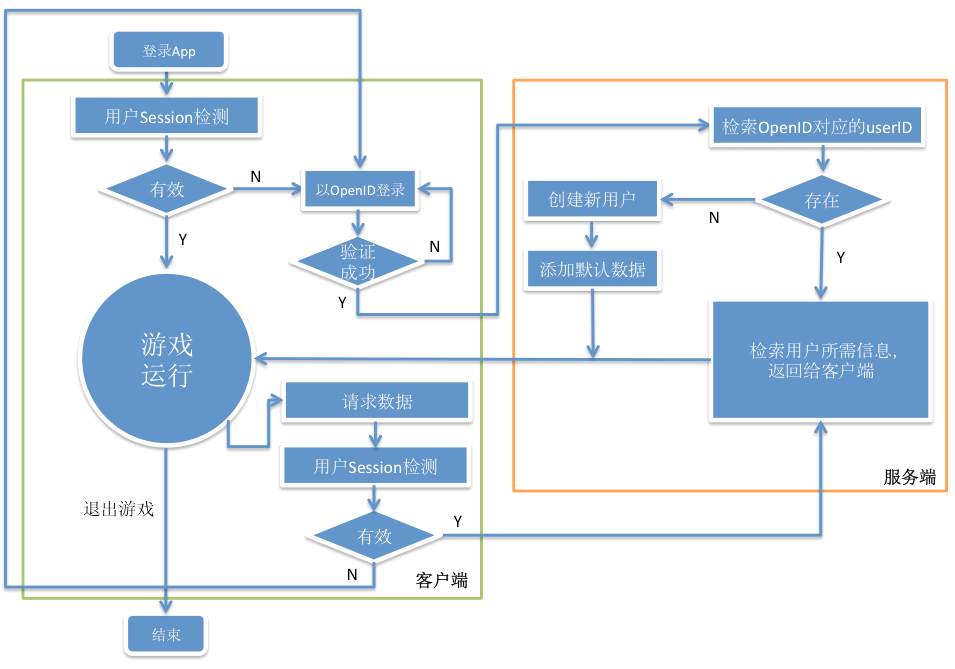 登录App
用户Session检测
有效
N
Y
以OpenID登录
验证
成功
N
Y
游戏
运行
请求数据
用户Session检测
有效
Y
N
退出游戏
结束
客户端
检索OpenID对应的userID
存在
N
Y
创建新用户
添加默认数据
检索用户所需信息,
返回给客户端
服务端